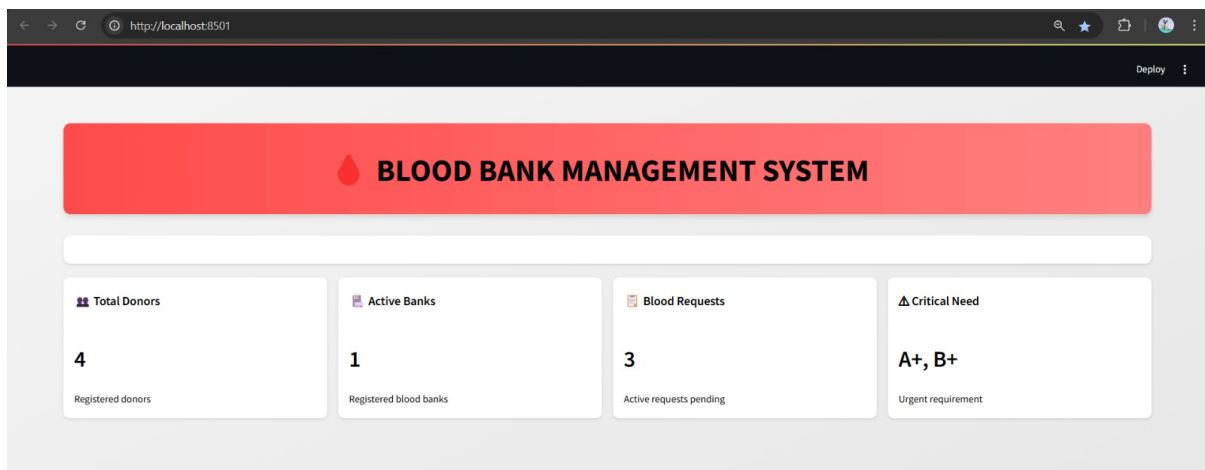 http://localhost:8501
Deploy
BLOOD BANK MANAGEMENT SYSTEM
Total Donors
4
Registered donors
Active Banks
1
Registered blood banks
Blood Requests
3
Active requests pending
Critical Need
A+, B+
Urgent requirement